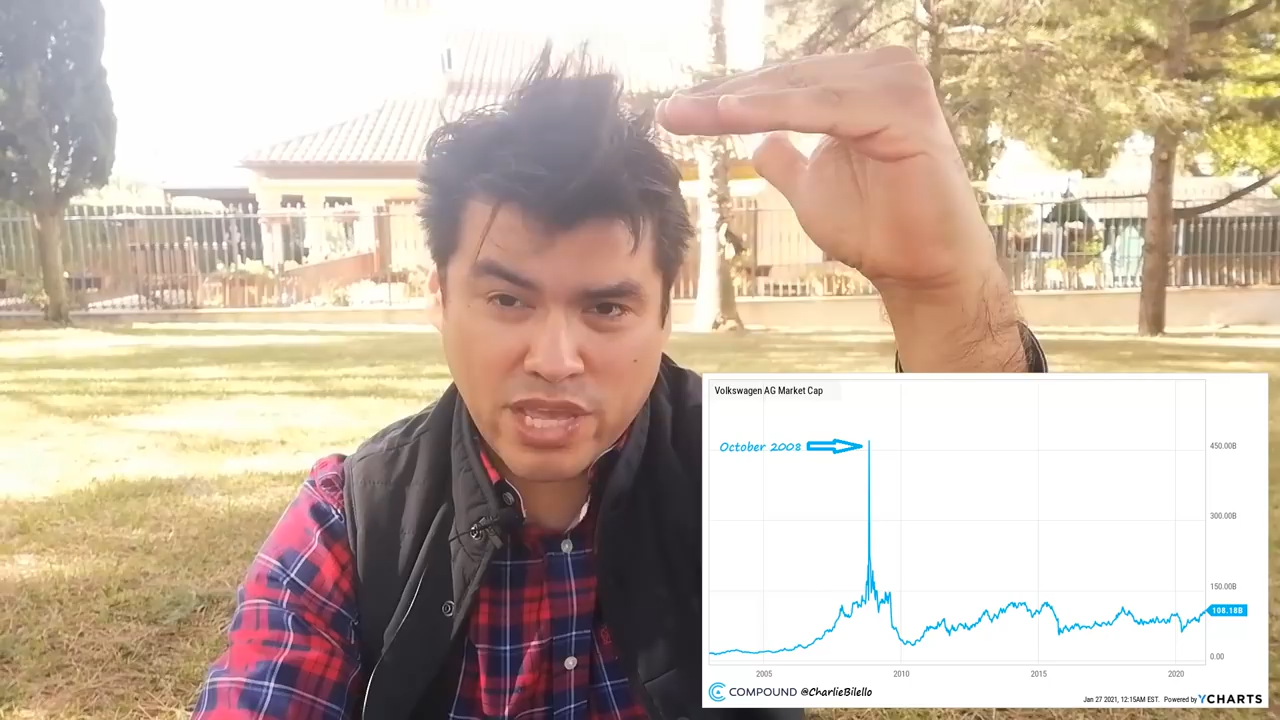 Volkswagen AG Market Cap
October 2008
450.00B
300.00B
150.00B
108.18B
0.00
2005 2010 2015 2020
COMPOUND @CharlieBilello
Jan 27 2021, 12:15AM EST. Powered by YCHARTS